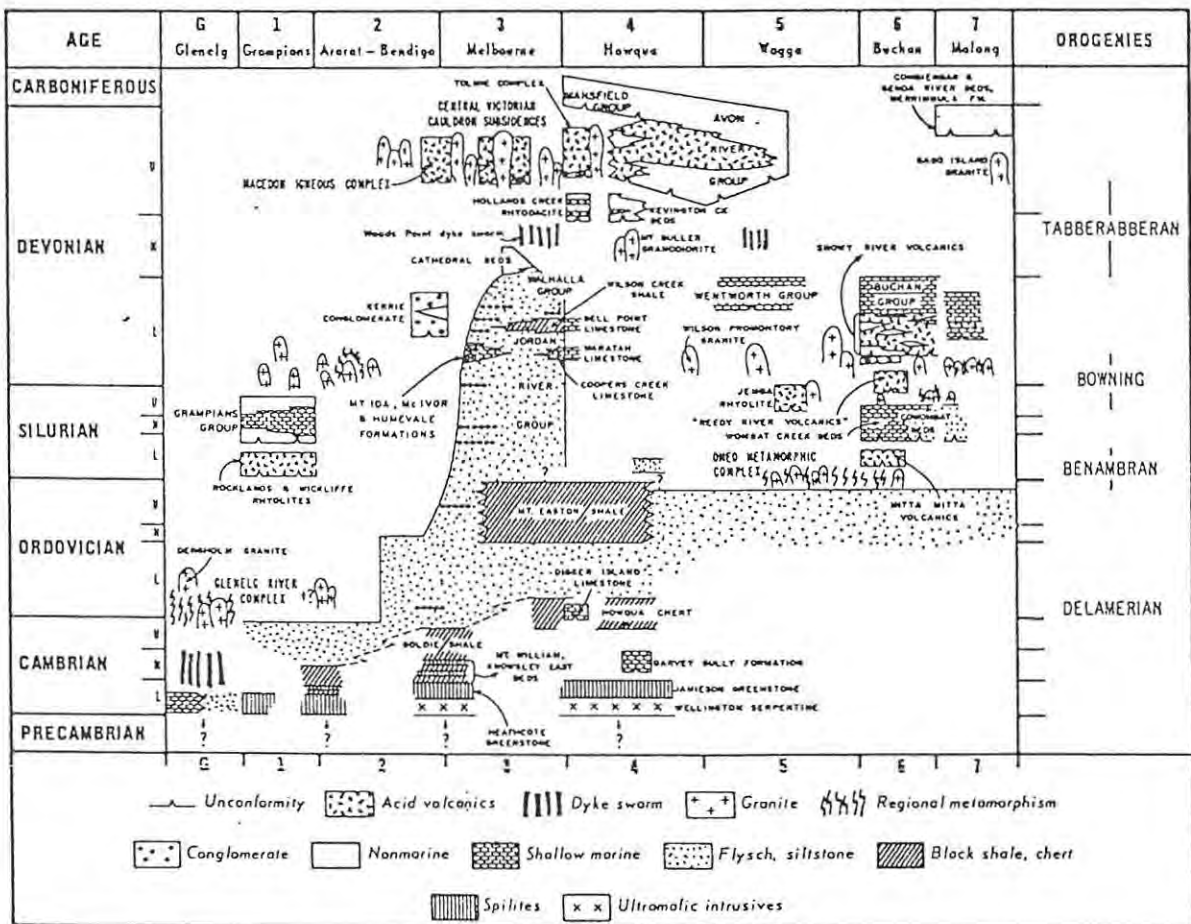 AGE
G 1 2 3 4 5 6 7
Glenelg Grampians Ararat – Bendigo Melbourne Howqua Wagga Buchan Malong
OROGENIES
CARBONIFEROUS
DEVONIAN
U
M
L
SILURIAN
U
M
L
ORDOVICIAN
U
M
L
CAMBRIAN
U
M
L
PRECAMBRIAN
TABBERABBERAN
BOWNING
BENAMBRAN
DELAMERIAN
TOLMIE COMPLEX
MANSFIELD
GROUP
CENTRAL VICTORIAN
CAULDRON SUBSIDENCES
AVON
RIVER
GROUP
COMBIENBAR &
GENOA RIVER BEDS,
MERRIMBULA FM.
GABO ISLAND
GRANITE
MACEDON IGNEOUS COMPLEX
HOLLANDS CREEK
RHYODACITE
KEVINGTON CK
BEDS
Woods Point dyke swarm
MT BULLER
GRANODIORITE
CATHEDRAL BEDS
SNOWY RIVER VOLCANICS
WALHALLA
GROUP
WILSON CREEK
SHALE
WENTWORTH GROUP
BUCHAN
GROUP
KERRIE
CONGLOMERATE
BELL POINT
LIMESTONE
JORDAN
WARATAH
LIMESTONE
WILSON PROMONTORY
GRANITE
COOPERS CREEK
LIMESTONE
RIVER
GROUP
MT IDA, McIVOR
& HUMEVALE
FORMATIONS
JEMBA
RHYOLITE
"REEDY RIVER VOLCANICS"
WOMBAT CREEK BEDS
COWOMBAT
BEDS
GRAMPIANS
GROUP
ROCKLANDS & WICKLIFFE
RHYOLITES
?
OMEO METAMORPHIC
COMPLEX
MITTA MITTA
VOLCANICS
MT. EASTON SHALE
DERGHOLM GRANITE
GLENELG RIVER
COMPLEX
?
DIGGER ISLAND
LIMESTONE
HOWQUA CHERT
GOLDIE SHALE
MT. WILLIAM,
KNOWSLEY EAST
BEDS
GARVEY GULLY FORMATION
JAMIESON GREENSTONE
WELLINGTON SERPENTINE
HEATHCOTE
GREENSTONE
? ? ? ?
G 1 2 3 4 5 6 7
Unconformity Acid volcanics Dyke swarm Granite Regional metamorphism
Conglomerate Nonmarine Shallow marine Flysch, siltstone Black shale, chert
Spilites Ultramafic intrusives